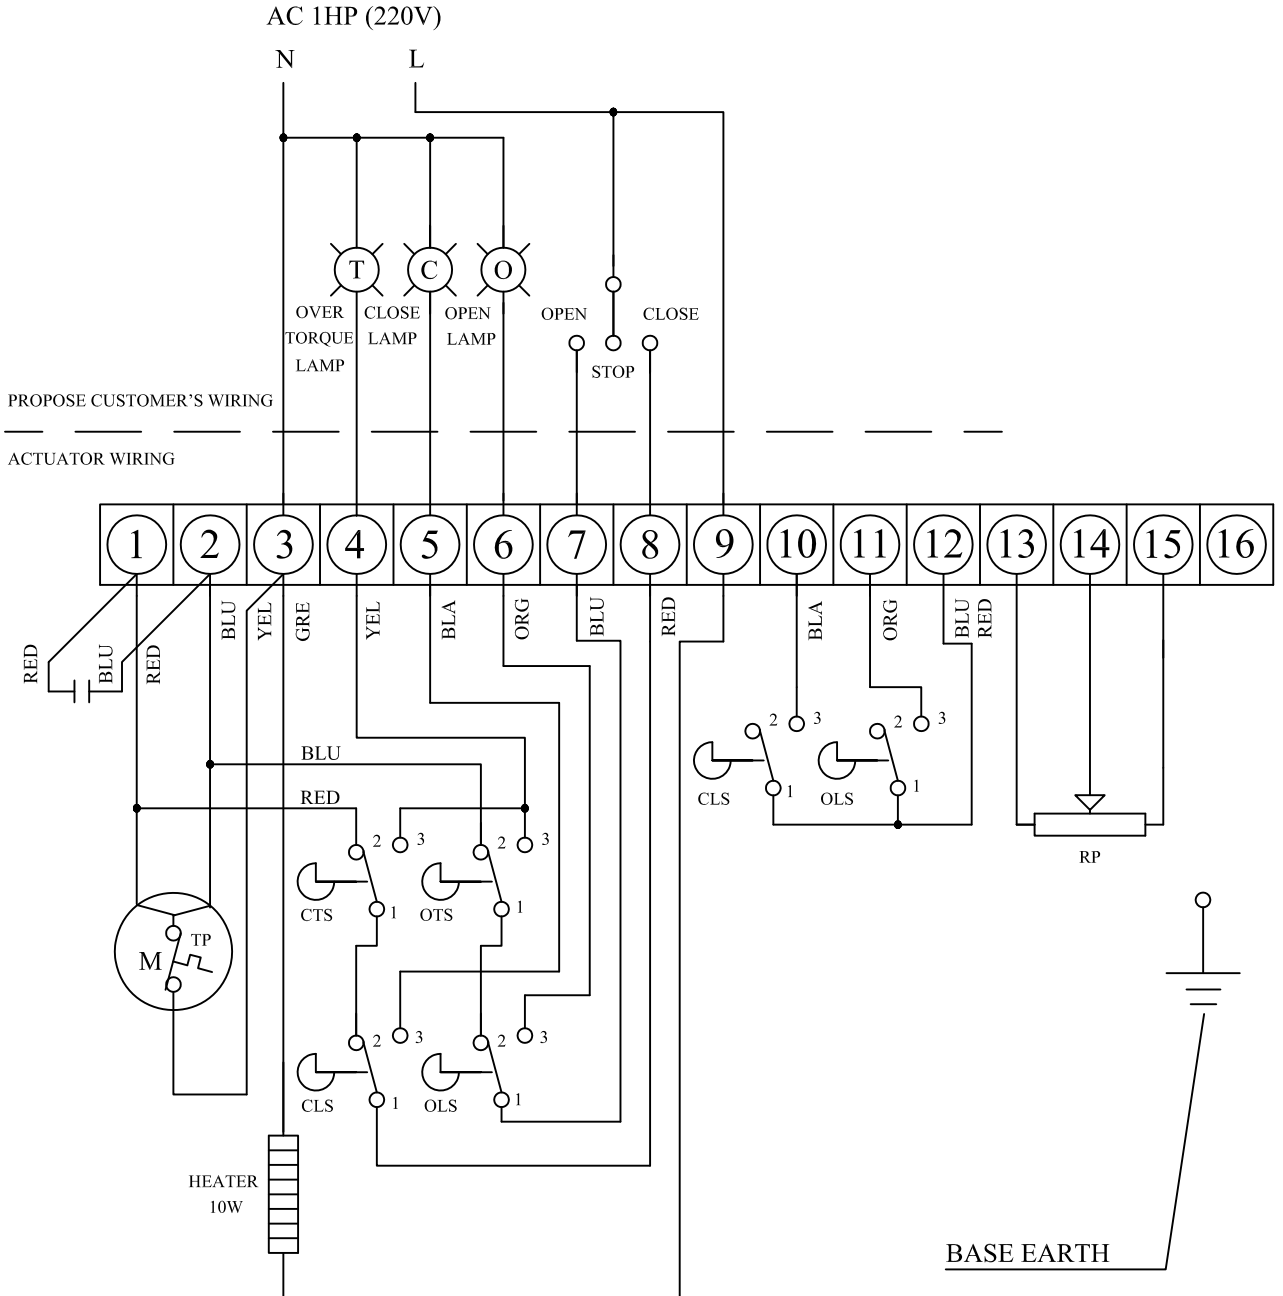 AC 1HP (220V)
N L
T C O
OVER CLOSE OPEN OPEN CLOSE
TORQUE LAMP LAMP
LAMP STOP
PROPOSE CUSTOMER'S WIRING
ACTUATOR WIRING
1 2 3 4 5 6 7 8 9 10 11 12 13 14 15 16
RED BLU RED BLU YEL GRE YEL BLA ORG BLU RED BLA ORG BLU RED
2 3 2 3
BLU
CLS 1 OLS 1
RED
2 3 2 3
RP
CTS 1 OTS 1
TP
M
2 3 2 3
CLS 1 OLS 1
HEATER
10W
BASE EARTH